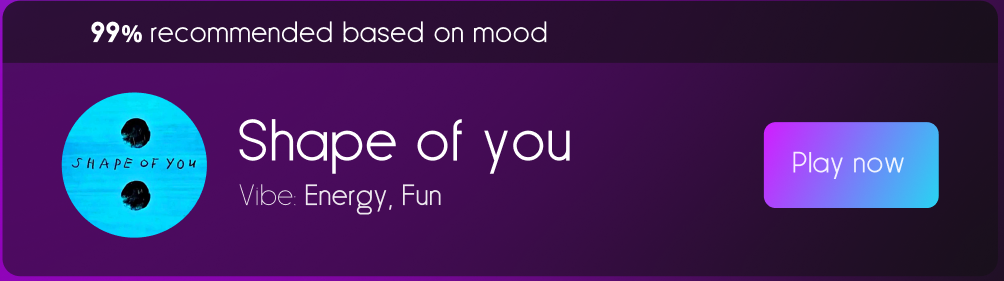 99% recommended based on mood
SHAPE OF YOU
Shape of you
Vibe: Energy, Fun
Play now